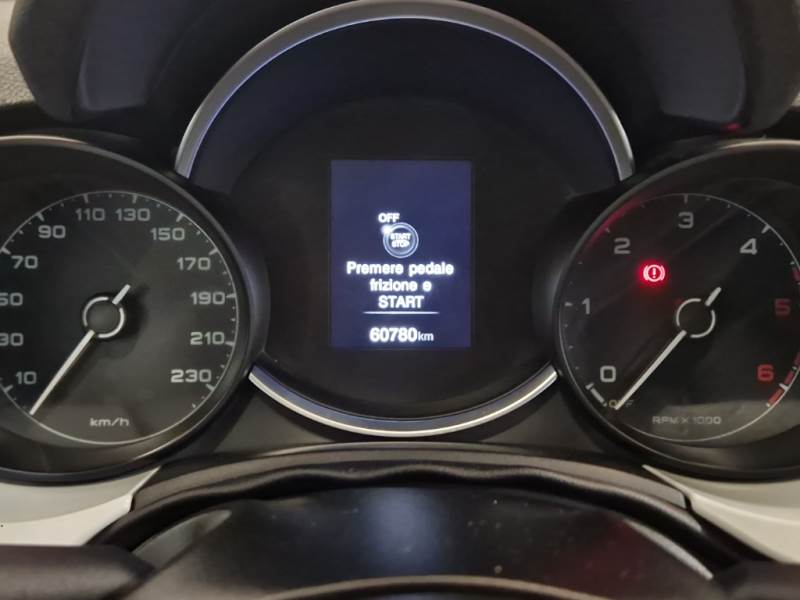 10
30
50
70
90
110
130
150
170
190
210
230
km/h
OFF
START
STOP
Premere pedale
frizione e
START
60780km
0
1
2
3
4
5
6
OFF
RPM X 1000